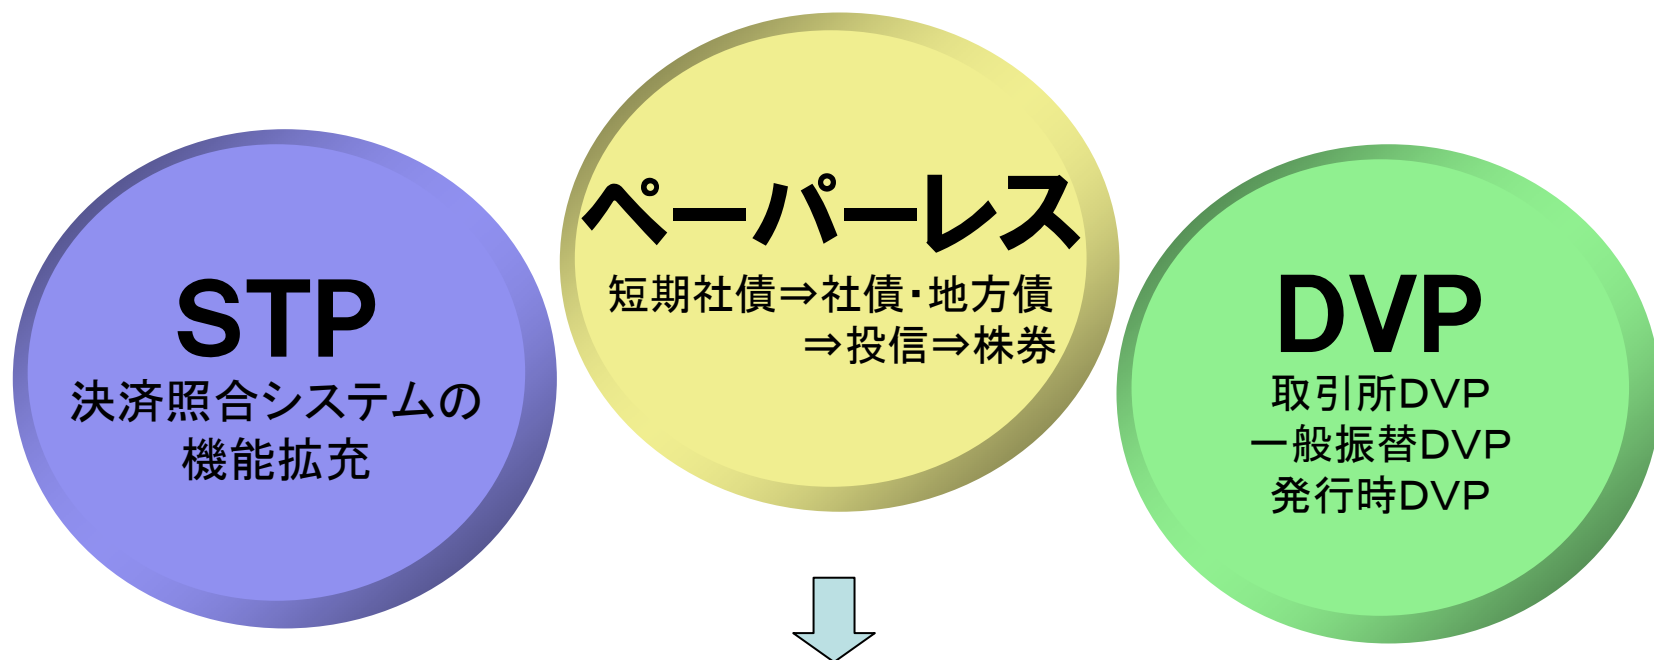 STP
決済照合システムの
機能拡充
ペーパーレス
短期社債⇒社債・地方債
⇒投信⇒株券
DVP
取引所DVP
一般振替DVP
発行時DVP